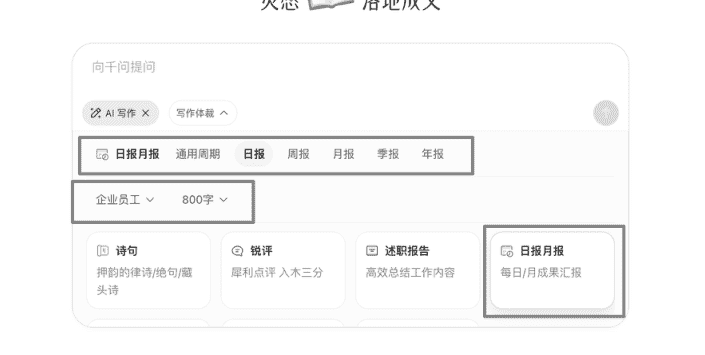 灵感 落地成文
向千问提问
AI 写作 × 写作体裁
日报月报 通用周期 日报 周报 月报 季报 年报
企业员工 800字
诗句 锐评 述职报告 日报月报
押韵的律诗/绝句/藏 犀利点评 入木三分 高效总结工作内容 每日/月成果汇报
头诗